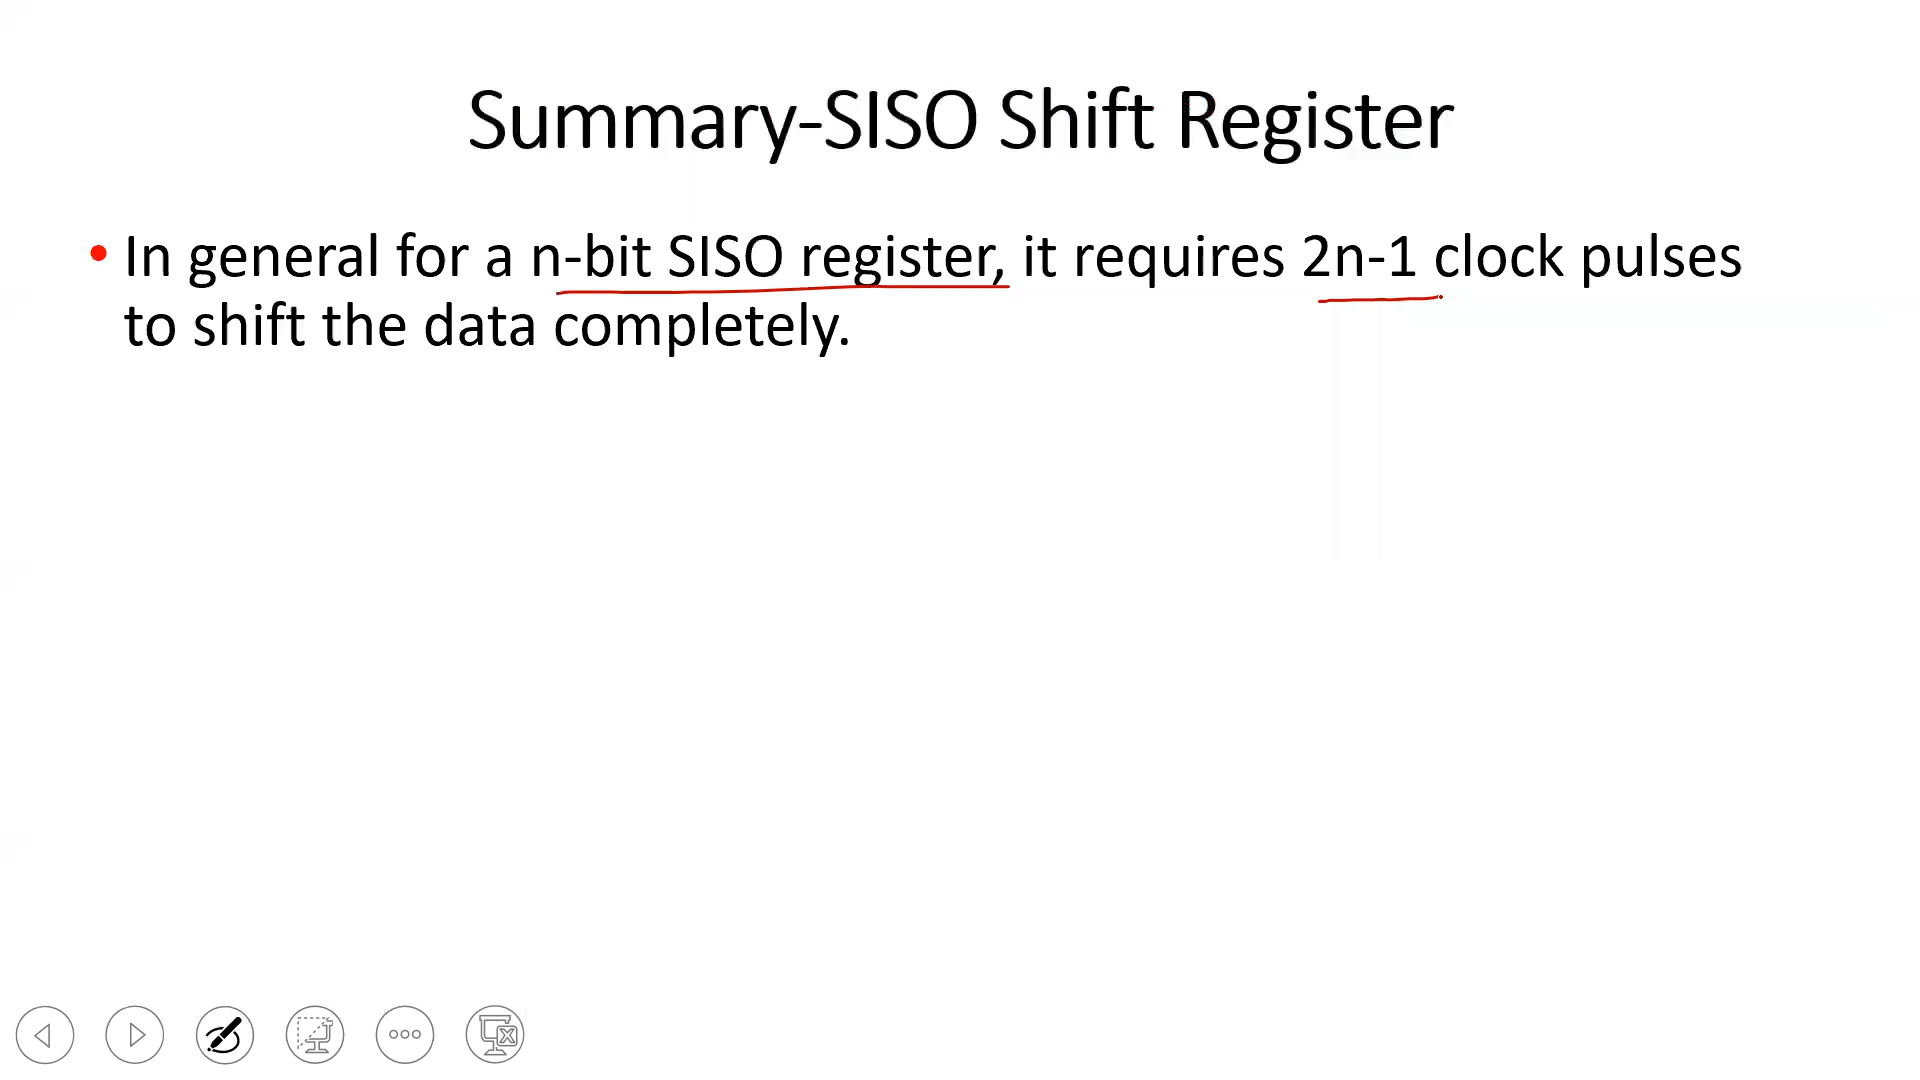 Summary-SISO Shift Register
• In general for a n-bit SISO register, it requires 2n-1 clock pulses
to shift the data completely.